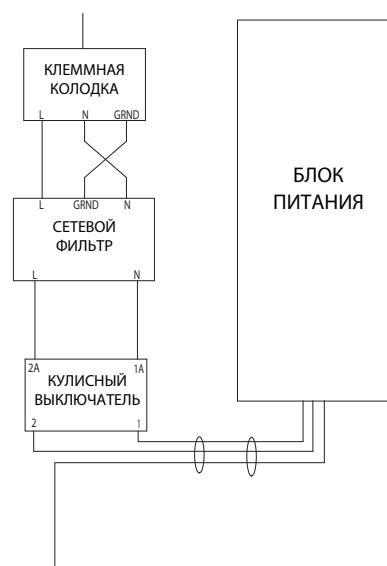 КЛЕММНАЯ
КОЛОДКА
L N GRND
L GRND N
СЕТЕВОЙ
ФИЛЬТР
L N
2A 1A
КУЛИСНЫЙ
ВЫКЛЮЧАТЕЛЬ
2 1
БЛОК
ПИТАНИЯ